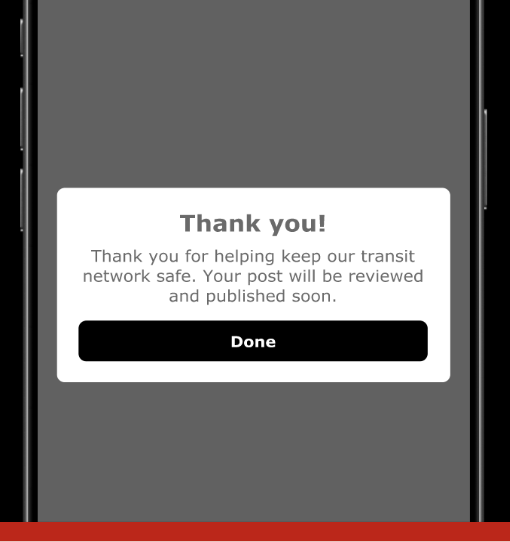 Thank you!
Thank you for helping keep our transit
network safe. Your post will be reviewed
and published soon.
Done